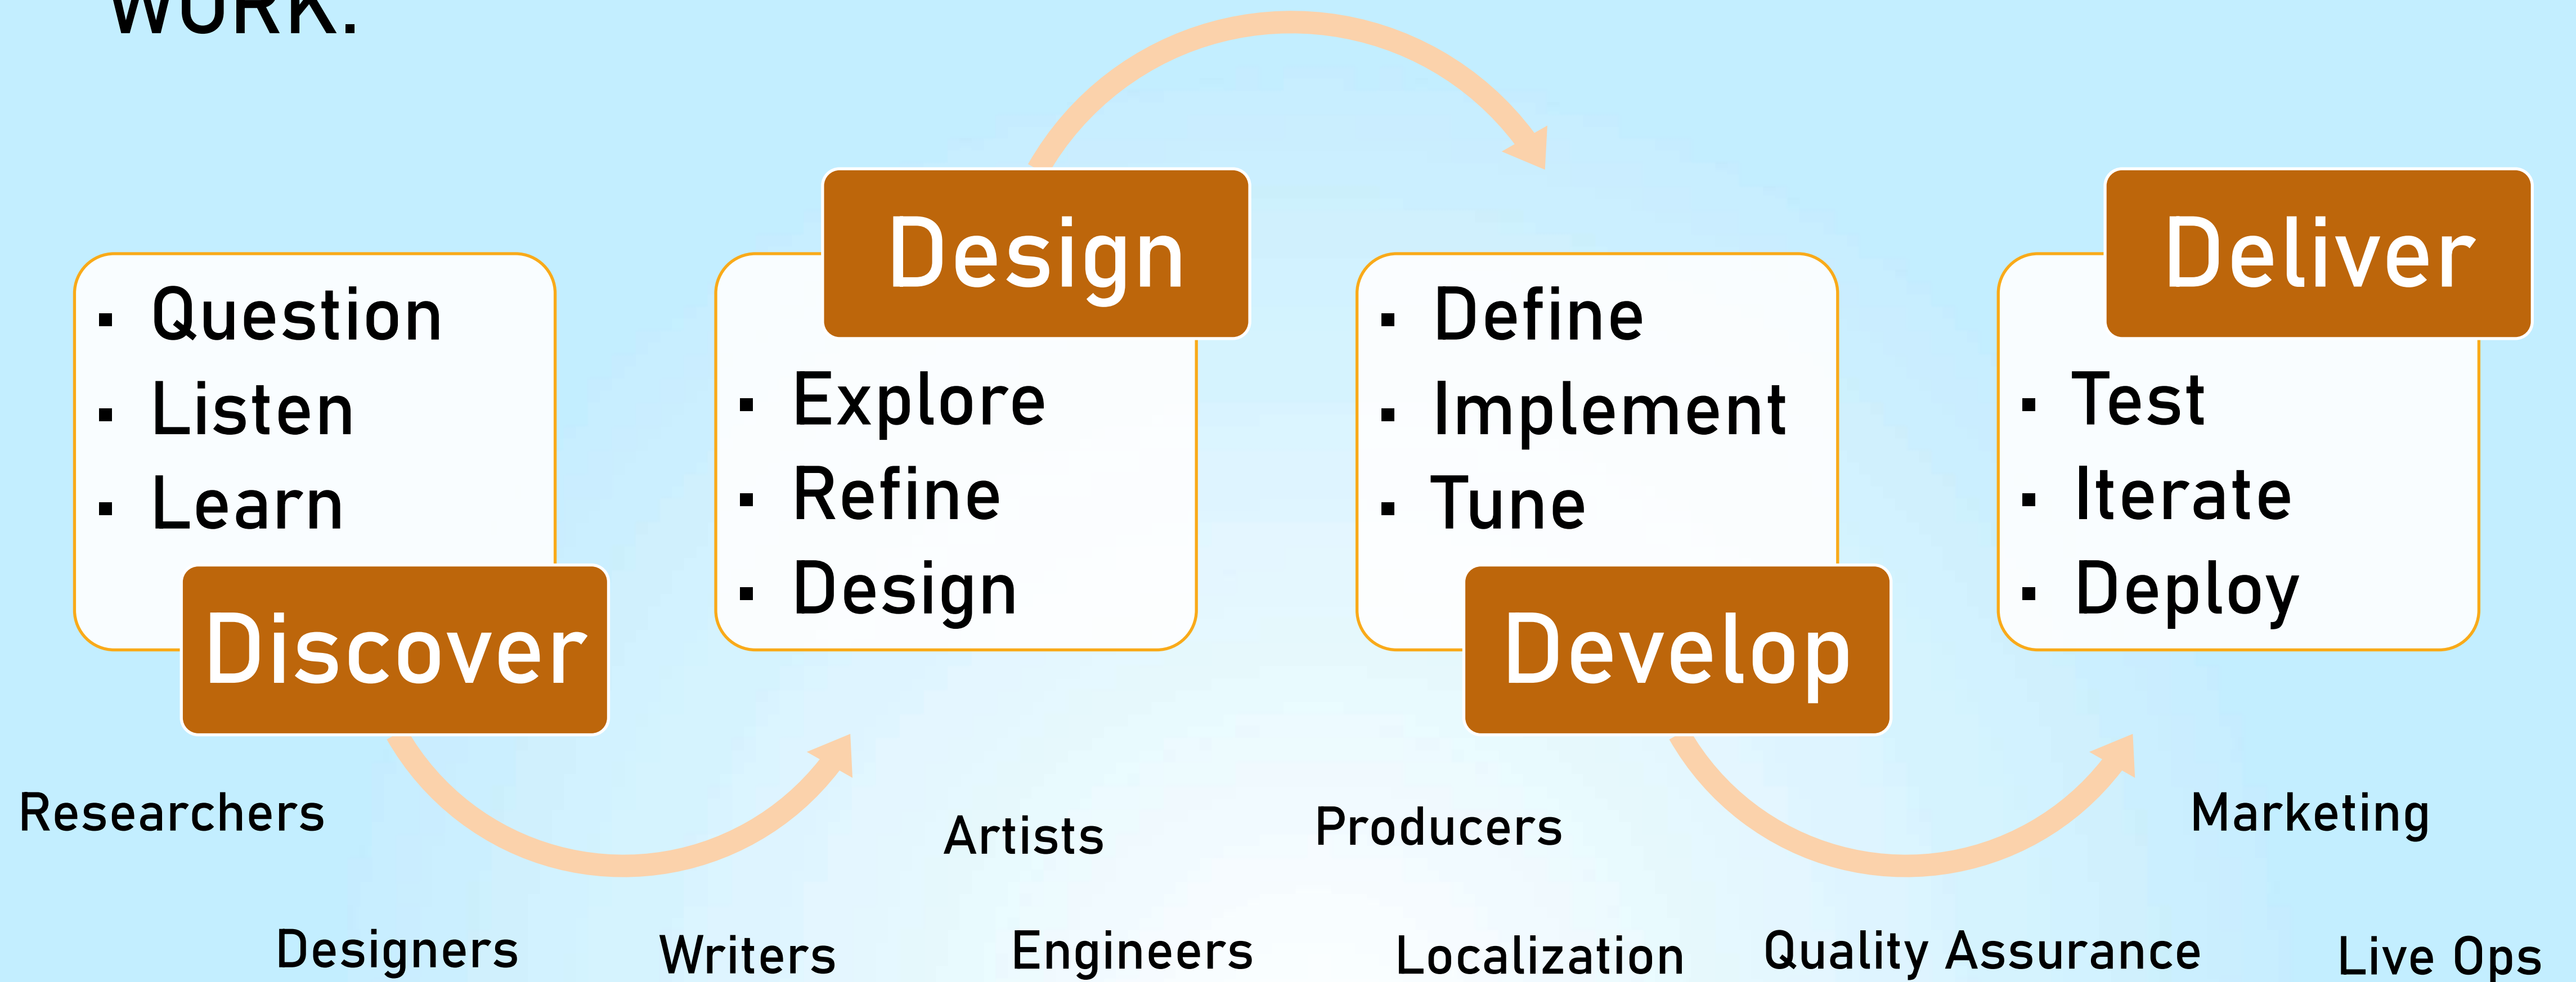 WORK.
Question
Listen
Learn
Discover
Design
Explore
Refine
Design
Define
Implement
Tune
Develop
Deliver
Test
Iterate
Deploy
Researchers
Artists
Producers
Marketing
Designers
Writers
Engineers
Localization
Quality Assurance
Live Ops